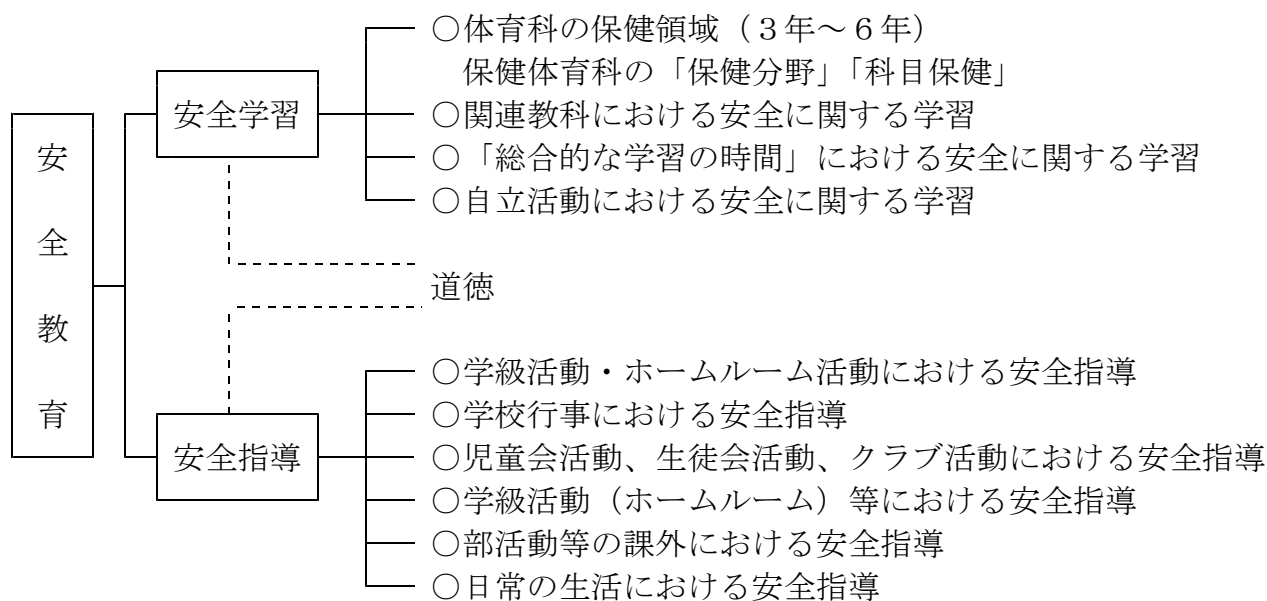 安全教育
安全学習
○体育科の保健領域（３年～６年）
保健体育科の「保健分野」「科目保健」
○関連教科における安全に関する学習
○「総合的な学習の時間」における安全に関する学習
○自立活動における安全に関する学習
道徳
安全指導
○学級活動・ホームルーム活動における安全指導
○学校行事における安全指導
○児童会活動、生徒会活動、クラブ活動における安全指導
○学級活動（ホームルーム）等における安全指導
○部活動等の課外における安全指導
○日常の生活における安全指導